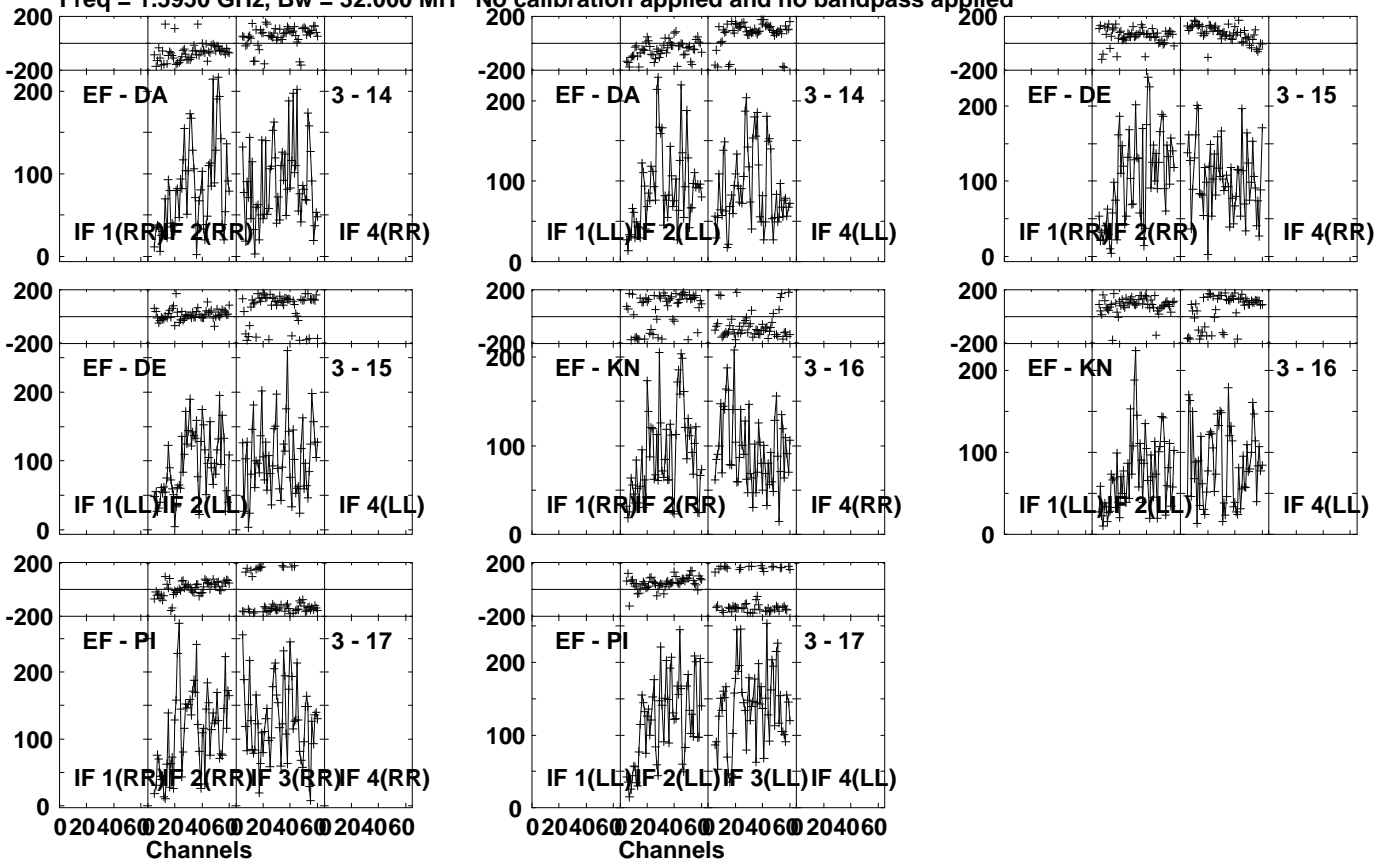 Freq = 1.5950 GHz, Bw = 32.000 MH No calibration applied and no bandpass applied
200
-200
EF - DA 3 - 14
200
100
IF 1(RR) IF 2(RR) IF 4(RR)
0
200
-200
EF - DA 3 - 14
200
100
IF 1(LL) IF 2(LL) IF 4(LL)
0
200
-200
EF - DE 3 - 15
200
100
IF 1(RR) IF 2(RR) IF 4(RR)
0
200
-200
EF - DE 3 - 15
200
100
IF 1(LL) IF 2(LL) IF 4(LL)
0
200
-200
200
EF - KN 3 - 16
100
IF 1(RR) IF 2(RR) IF 4(RR)
0
200
-200
EF - KN 3 - 16
200
100
IF 1(LL) IF 2(LL) IF 4(LL)
0
200
-200
EF - PI 3 - 17
200
100
IF 1(RR) IF 2(RR) IF 3(RR) IF 4(RR)
0
0 20 40 60 0 20 40 60 0 20 40 60 0 20 40 60
Channels
200
-200
EF - PI 3 - 17
200
100
IF 1(LL) IF 2(LL) IF 3(LL) IF 4(LL)
0
0 20 40 60 0 20 40 60 0 20 40 60 0 20 40 60
Channels